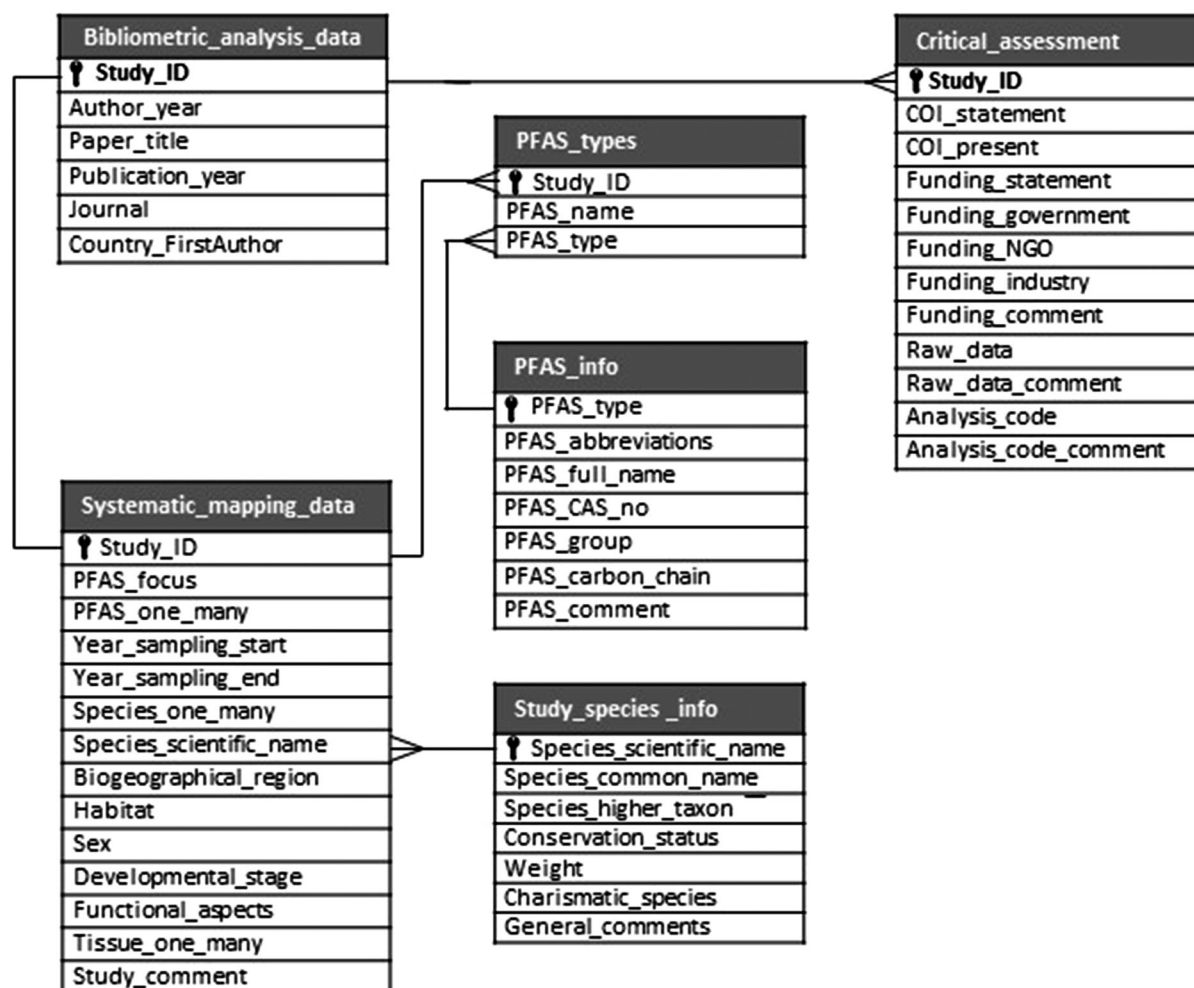 Bibliometric_analysis_data
Study_ID
Author_year
Paper_title
Publication_year
Journal
Country_FirstAuthor
Critical_assessment
Study_ID
COI_statement
COI_present
Funding_statement
Funding_government
Funding_NGO
Funding_industry
Funding_comment
Raw_data
Raw_data_comment
Analysis_code
Analysis_code_comment
PFAS_types
Study_ID
PFAS_name
PFAS_type
PFAS_info
PFAS_type
PFAS_abbreviations
PFAS_full_name
PFAS_CAS_no
PFAS_group
PFAS_carbon_chain
PFAS_comment
Systematic_mapping_data
Study_ID
PFAS_focus
PFAS_one_many
Year_sampling_start
Year_sampling_end
Species_one_many
Species_scientific_name
Biogeographical_region
Habitat
Sex
Developmental_stage
Functional_aspects
Tissue_one_many
Study_comment
Study_species _info
Species_scientific_name
Species_common_name
Species_higher_taxon
Conservation_status
Weight
Charismatic_species
General_comments